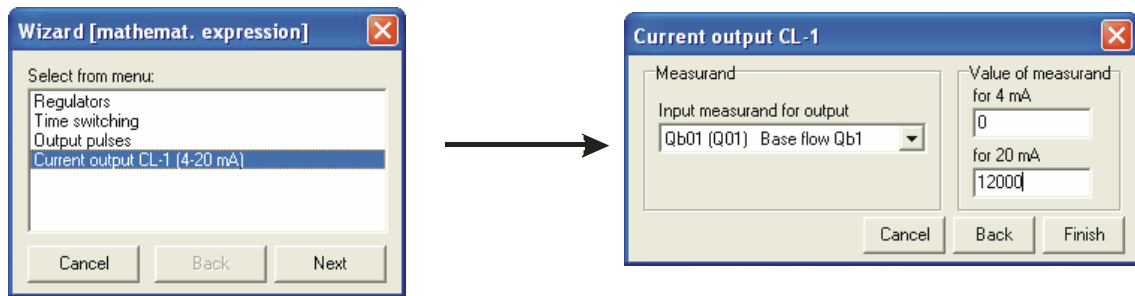 Wizard [mathemat. expression]
Select from menu:
Regulators
Time switching
Output pulses
Current output CL-1 (4-20 mA)
Cancel
Back
Next
Current output CL-1
Measurand
Input measurand for output
Qb01 (Q01) Base flow Qb1
Value of measurand
for 4 mA
0
for 20 mA
12000
Cancel
Back
Finish